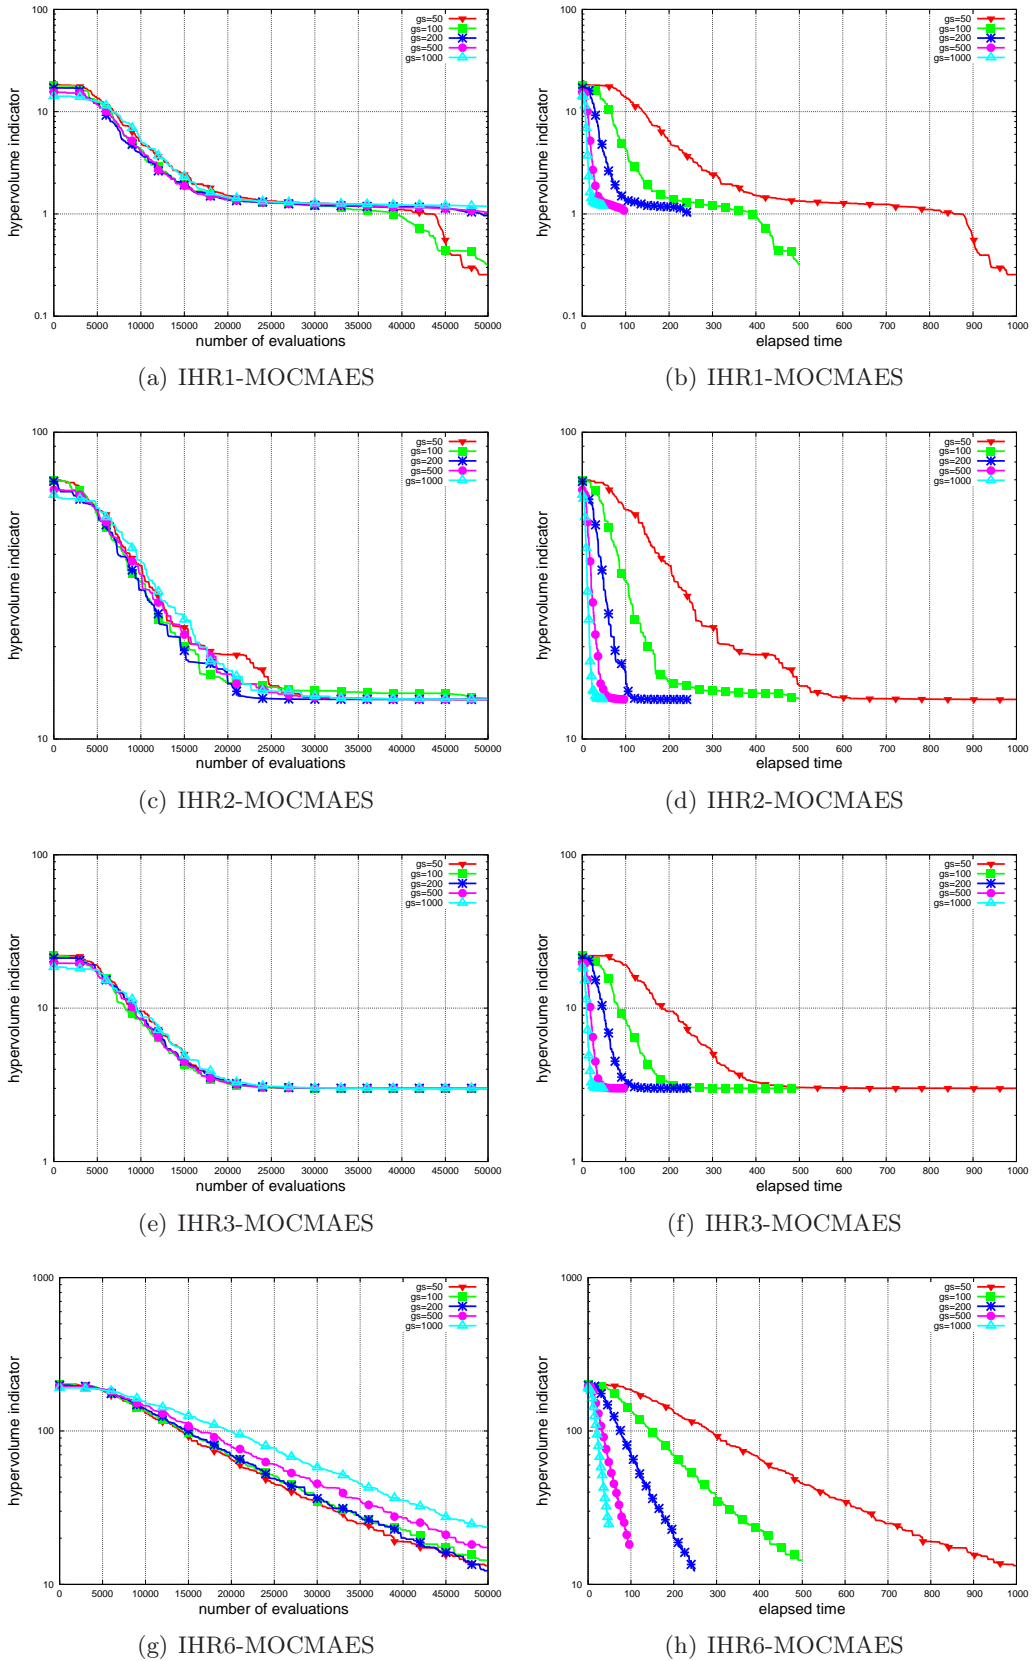 100
10
1
0.1
0 5000 10000 15000 20000 25000 30000 35000 40000 45000 50000
hypervolume indicator
number of evaluations
gs=50
gs=100
gs=200
gs=500
gs=1000
(a) IHR1-MOCMAES
100
10
1
0.1
0 100 200 300 400 500 600 700 800 900 1000
hypervolume indicator
elapsed time
gs=50
gs=100
gs=200
gs=500
gs=1000
(b) IHR1-MOCMAES
100
10
0 5000 10000 15000 20000 25000 30000 35000 40000 45000 50000
hypervolume indicator
number of evaluations
gs=50
gs=100
gs=200
gs=500
gs=1000
(c) IHR2-MOCMAES
100
10
0 100 200 300 400 500 600 700 800 900 1000
hypervolume indicator
elapsed time
gs=50
gs=100
gs=200
gs=500
gs=1000
(d) IHR2-MOCMAES
100
10
1
0 5000 10000 15000 20000 25000 30000 35000 40000 45000 50000
hypervolume indicator
number of evaluations
gs=50
gs=100
gs=200
gs=500
gs=1000
(e) IHR3-MOCMAES
100
10
1
0 100 200 300 400 500 600 700 800 900 1000
hypervolume indicator
elapsed time
gs=50
gs=100
gs=200
gs=500
gs=1000
(f) IHR3-MOCMAES
1000
100
10
0 5000 10000 15000 20000 25000 30000 35000 40000 45000 50000
hypervolume indicator
number of evaluations
gs=50
gs=100
gs=200
gs=500
gs=1000
(g) IHR6-MOCMAES
1000
100
10
0 100 200 300 400 500 600 700 800 900 1000
hypervolume indicator
elapsed time
gs=50
gs=100
gs=200
gs=500
gs=1000
(h) IHR6-MOCMAES